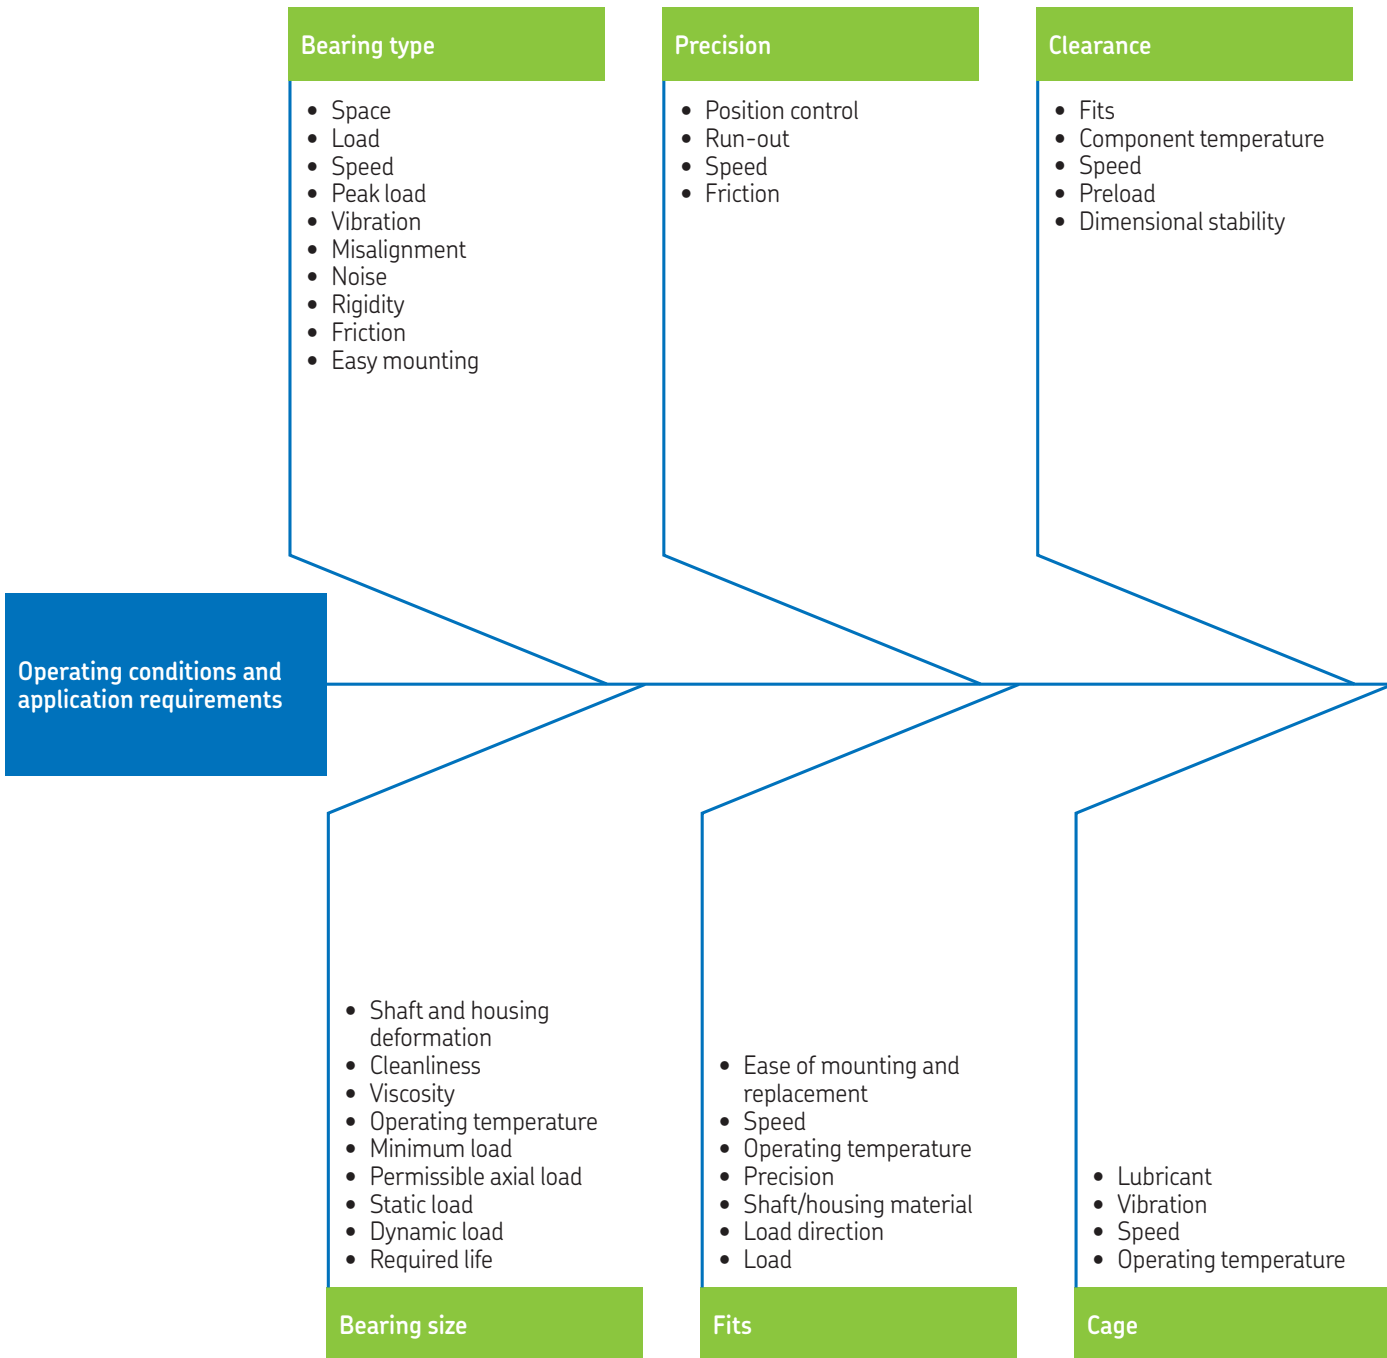 Bearing type
• Space
• Load
• Speed
• Peak load
• Vibration
• Misalignment
• Noise
• Rigidity
• Friction
• Easy mounting
Precision
• Position control
• Run-out
• Speed
• Friction
Clearance
• Fits
• Component temperature
• Speed
• Preload
• Dimensional stability
Operating conditions and
application requirements
• Shaft and housing
deformation
• Cleanliness
• Viscosity
• Operating temperature
• Minimum load
• Permissible axial load
• Static load
• Dynamic load
• Required life
Bearing size
• Ease of mounting and
replacement
• Speed
• Operating temperature
• Precision
• Shaft/housing material
• Load direction
• Load
Fits
• Lubricant
• Vibration
• Speed
• Operating temperature
Cage